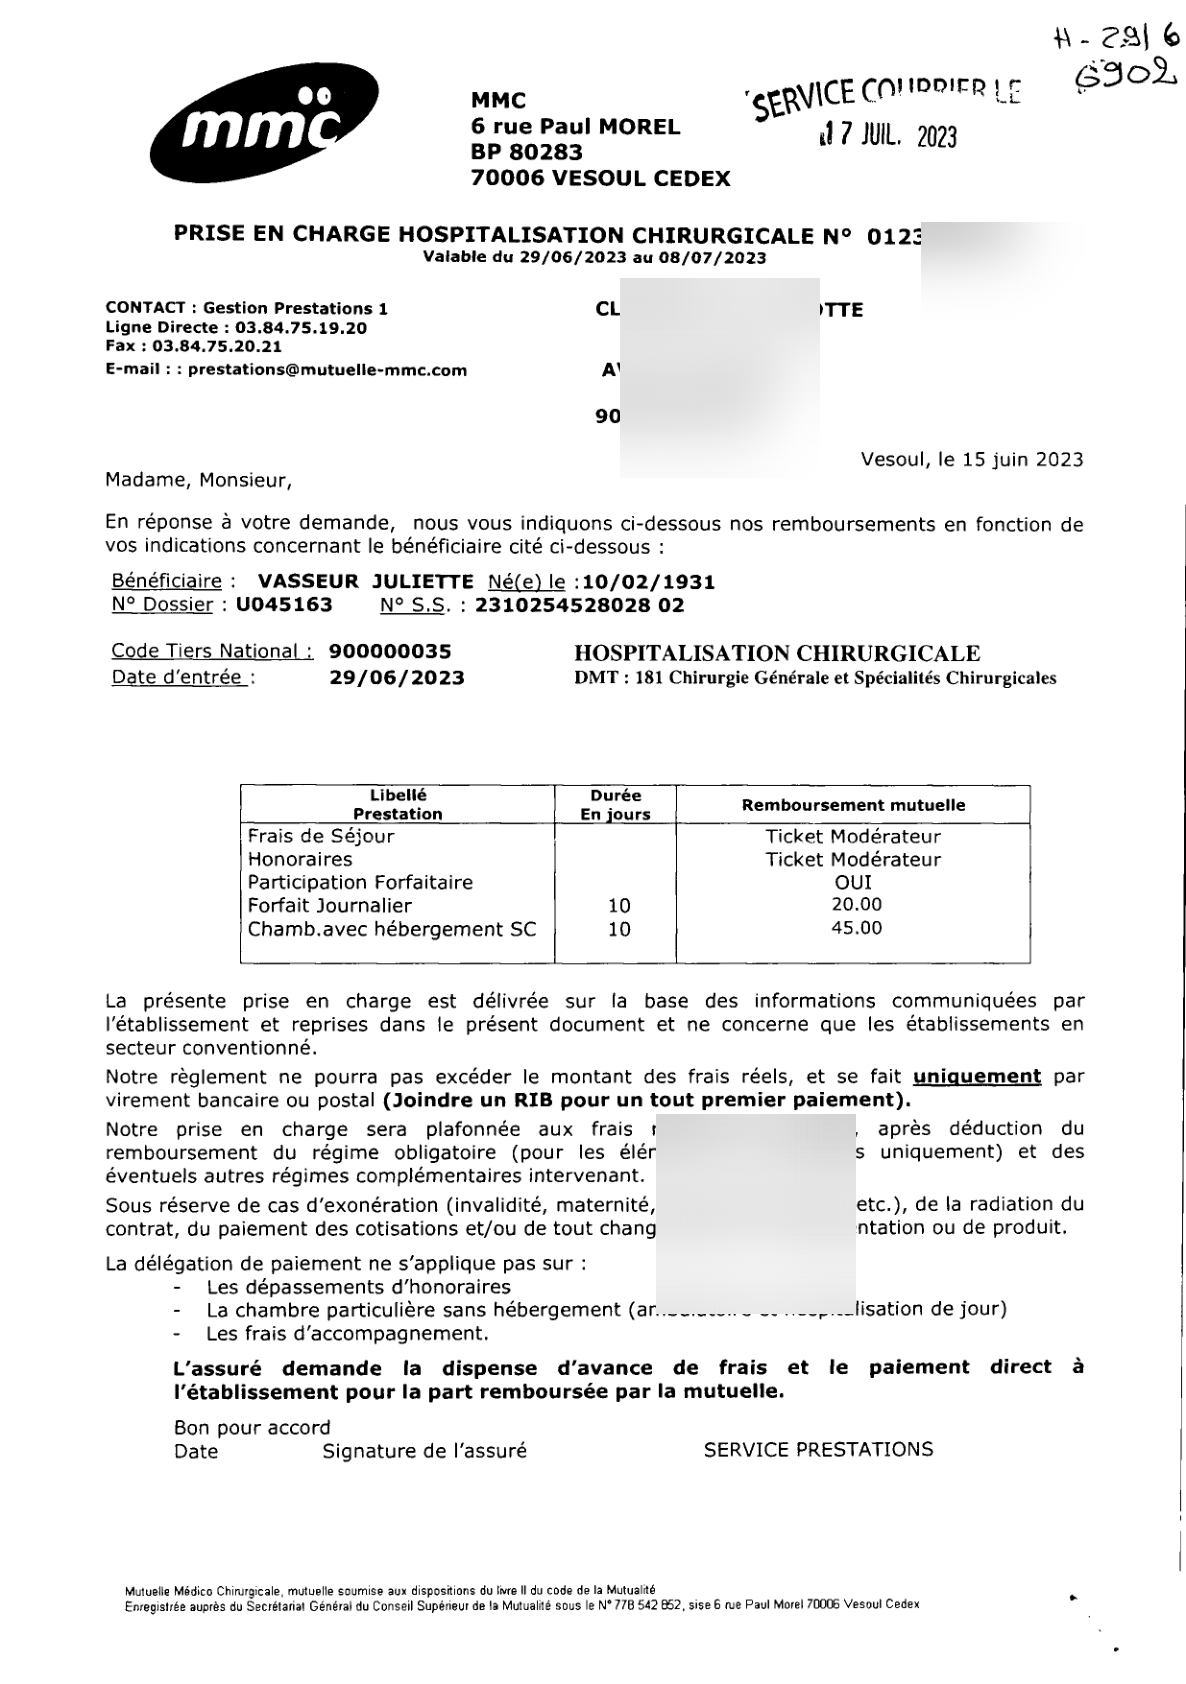 H - 29/6
6902
mmc
MMC
6 rue Paul MOREL
BP 80283
70006 VESOUL CEDEX
SERVICE COURRIER LE
17 JUIL. 2023
PRISE EN CHARGE HOSPITALISATION CHIRURGICALE N° 0123
Valable du 29/06/2023 au 08/07/2023
CONTACT : Gestion Prestations 1
Ligne Directe : 03.84.75.19.20
Fax : 03.84.75.20.21
E-mail : : prestations@mutuelle-mmc.com
CL OTTE
90
Vesoul, le 15 juin 2023
Madame, Monsieur,
En réponse à votre demande, nous vous indiquons ci-dessous nos remboursements en fonction de
vos indications concernant le bénéficiaire cité ci-dessous :
Bénéficiaire : VASSEUR JULIETTE Né(e) le :10/02/1931
N° Dossier : U045163 N° S.S. : 2310254528028 02
Code Tiers National : 900000035 HOSPITALISATION CHIRURGICALE
Date d'entrée : 29/06/2023 DMT : 181 Chirurgie Générale et Spécialités Chirurgicales
Libellé Prestation Durée En jours Remboursement mutuelle
Frais de Séjour Ticket Modérateur
Honoraires Ticket Modérateur
Participation Forfaitaire OUI
Forfait Journalier 10 20.00
Chamb.avec hébergement SC 10 45.00
La présente prise en charge est délivrée sur la base des informations communiquées par
l'établissement et reprises dans le présent document et ne concerne que les établissements en
secteur conventionné.
Notre règlement ne pourra pas excéder le montant des frais réels, et se fait uniquement par
virement bancaire ou postal (Joindre un RIB pour un tout premier paiement).
Notre prise en charge sera plafonnée aux frais , après déduction du
remboursement du régime obligatoire (pour les uniquement) et des
éventuels autres régimes complémentaires intervenant.
Sous réserve de cas d'exonération (invalidité, maternité, etc.), de la radiation du
contrat, du paiement des cotisations et/ou de tout chang ntation ou de produit.
La délégation de paiement ne s'applique pas sur :
- Les dépassements d'honoraires
- La chambre particulière sans hébergement ( lisation de jour)
- Les frais d'accompagnement.
L'assuré demande la dispense d'avance de frais et le paiement direct à
l'établissement pour la part remboursée par la mutuelle.
Bon pour accord
Date Signature de l'assuré SERVICE PRESTATIONS
Mutuelle Médico Chirurgicale, mutuelle soumise aux dispositions du livre II du code de la Mutualité
Enregistrée auprès du Secrétariat Général du Conseil Supérieur de la Mutualité sous le N° 778 542 852, sise 6 rue Paul Morel 70006 Vesoul Cedex